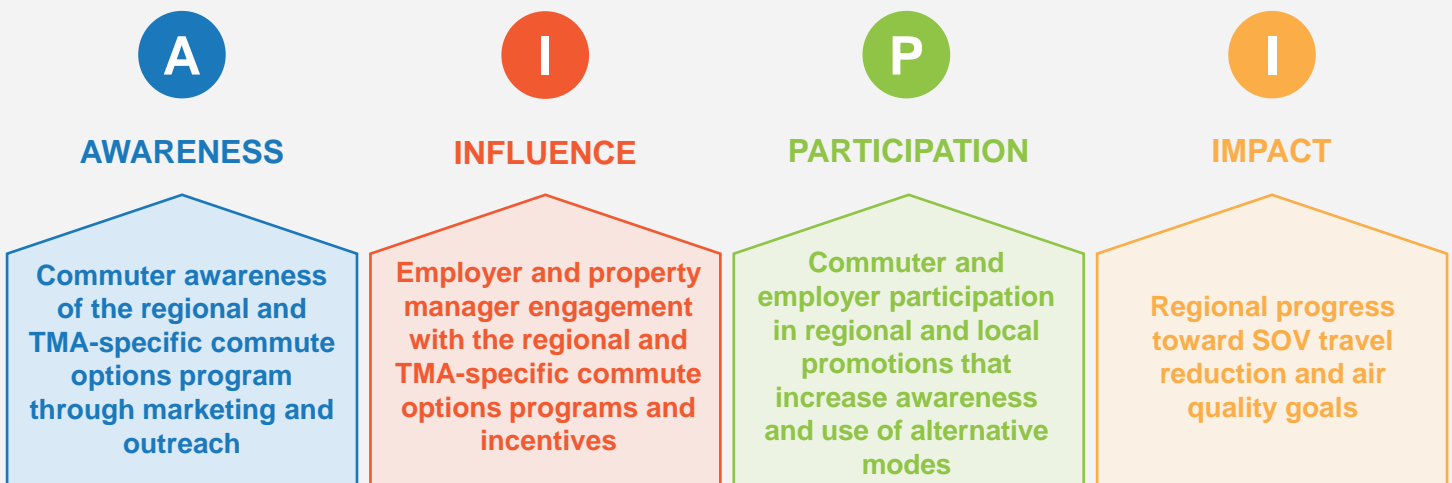 A
AWARENESS
Commuter awareness
of the regional and
TMA-specific commute
options program
through marketing and
outreach
I
INFLUENCE
Employer and property
manager engagement
with the regional and
TMA-specific commute
options programs and
incentives
P
PARTICIPATION
Commuter and
employer participation
in regional and local
promotions that
increase awareness
and use of alternative
modes
I
IMPACT
Regional progress
toward SOV travel
reduction and air
quality goals